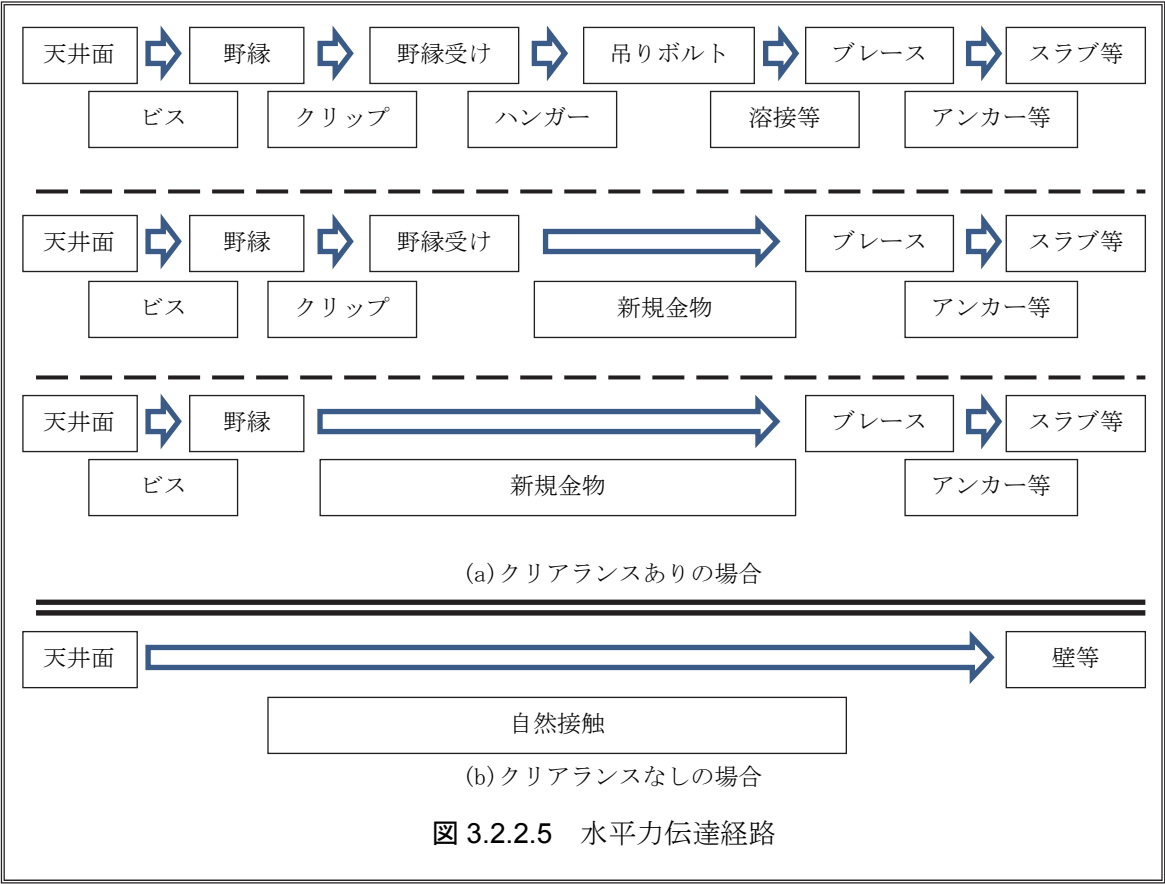 天井面 野縁 野縁受け 吊りボルト ブレース スラブ等
ビス クリップ ハンガー 溶接等 アンカー等
天井面 野縁 野縁受け ブレース スラブ等
ビス クリップ 新規金物 アンカー等
天井面 野縁 ブレース スラブ等
ビス 新規金物 アンカー等
(a)クリアランスありの場合
天井面 壁等
自然接触
(b)クリアランスなしの場合
図 3.2.2.5 水平力伝達経路